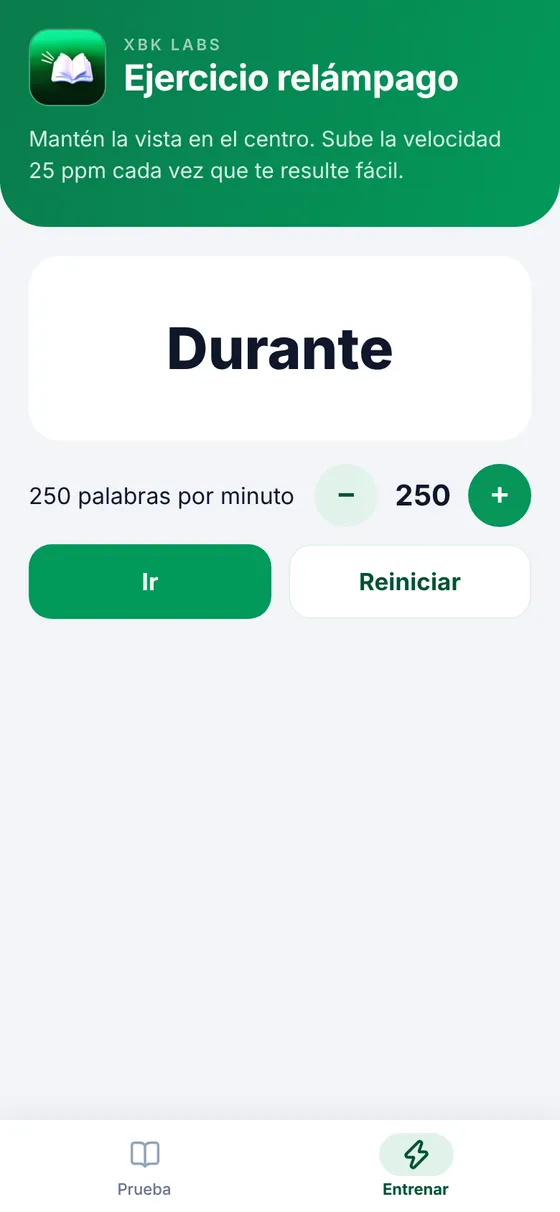 XBK LABS
Ejercicio relámpago
Mantén la vista en el centro. Sube la velocidad
25 ppm cada vez que te resulte fácil.
Durante
250 palabras por minuto − 250 +
Ir Reiniciar
Prueba Entrenar